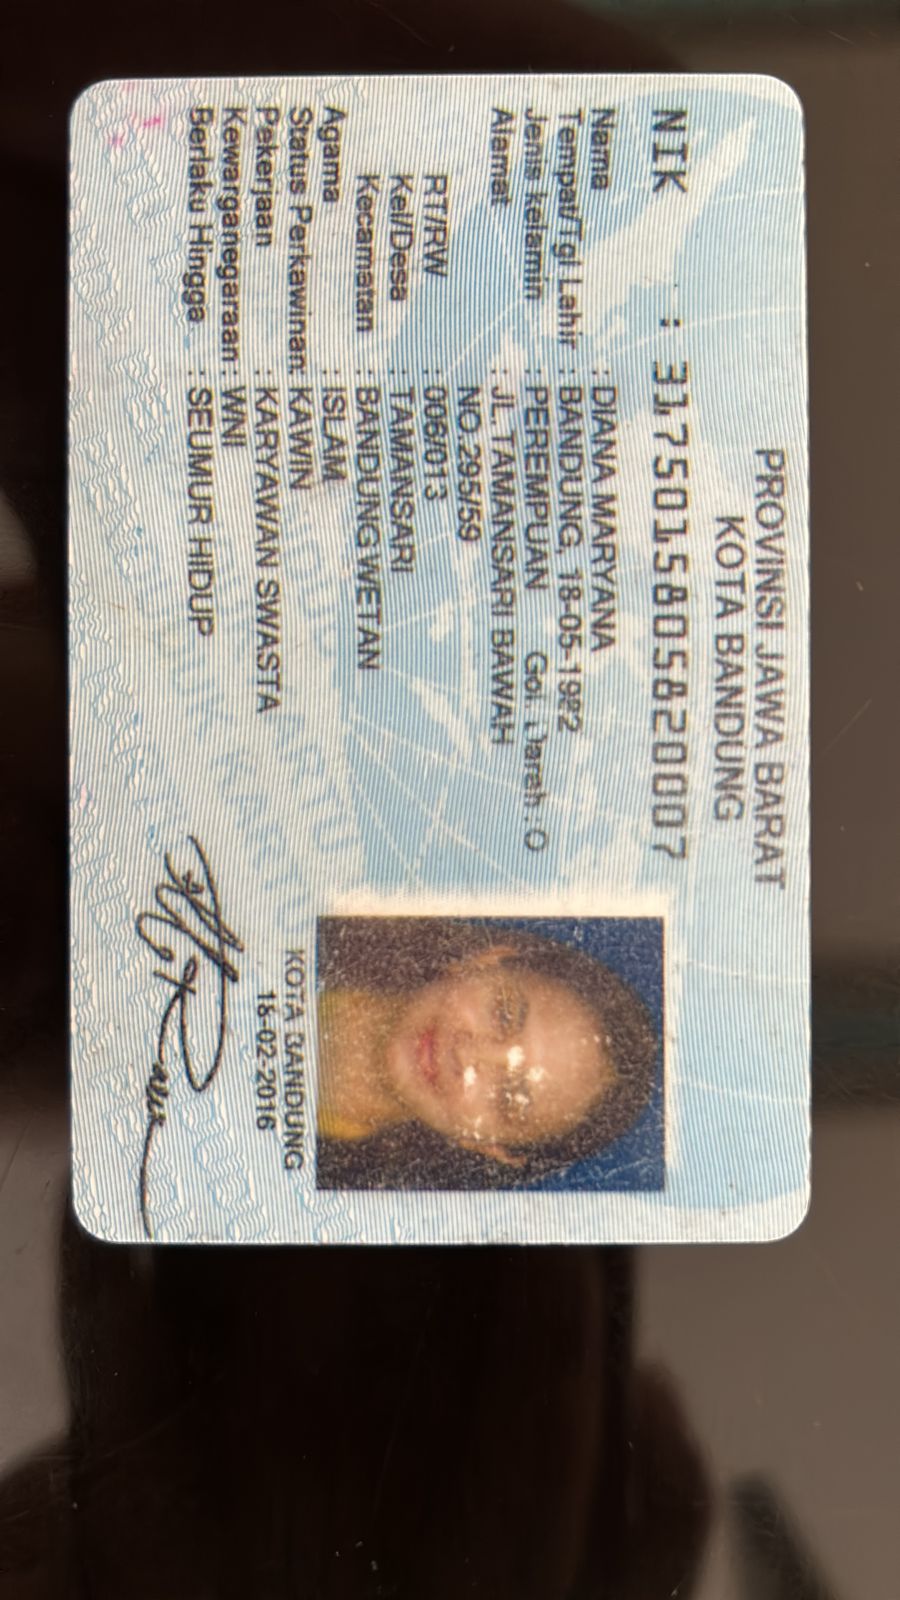 PROVINSI JAWA BARAT
KOTA BANDUNG
NIK : 3175015805820007
Nama : DIANA MARYANA
Tempat/Tgl Lahir : BANDUNG, 18-05-1982
Jenis kelamin : PEREMPUAN Gol. Darah : O
Alamat : JL.TAMANSARI BAWAH
NO.295/59
RT/RW : 006/013
Kel/Desa : TAMANSARI
Kecamatan : BANDUNG WETAN
Agama : ISLAM
Status Perkawinan: KAWIN
Pekerjaan : KARYAWAN SWASTA
Kewarganegaraan : WNI
Berlaku Hingga : SEUMUR HIDUP
KOTA BANDUNG
18-02-2016